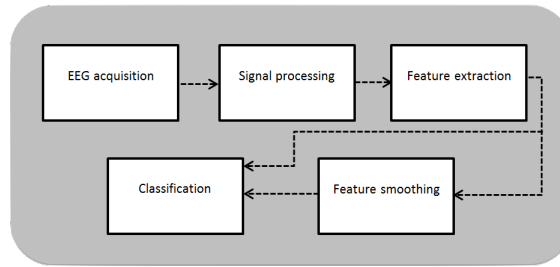 EEG acquisition
Signal processing
Feature extraction
Classification
Feature smoothing